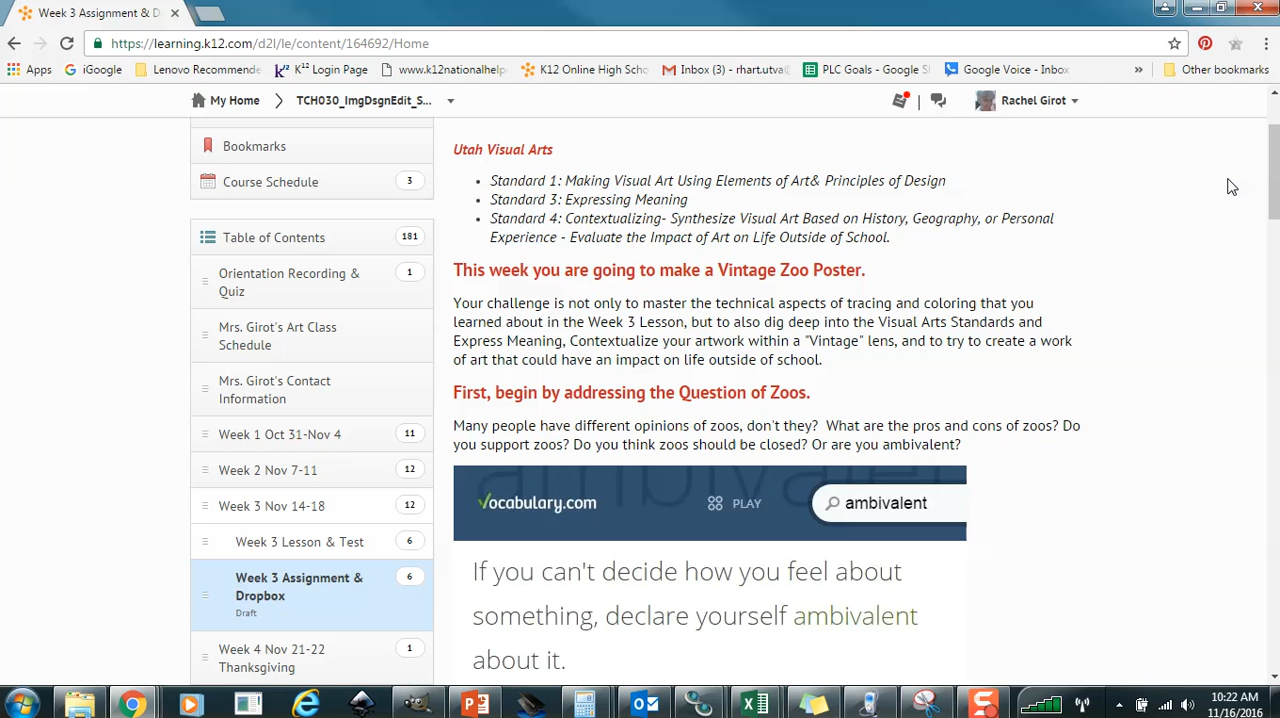 Week 3 Assignment & D
https://learning.k12.com/d2l/le/content/164692/Home
Apps iGoogle Lenovo Recommende K¹² Login Page www.k12nationalhelp K12 Online High Scho Inbox (3) - rhart.utva@ PLC Goals - Google Sl Google Voice - Inbox » Other bookmarks
My Home TCH030_ImgDsgnEdit_S... Rachel Girot
Bookmarks
Course Schedule 3
Table of Contents 181
Orientation Recording & 1
Quiz
Mrs. Girot's Art Class
Schedule
Mrs. Girot's Contact
Information
Week 1 Oct 31-Nov 4 11
Week 2 Nov 7-11 12
Week 3 Nov 14-18 12
Week 3 Lesson & Test 6
Week 3 Assignment & 6
Dropbox
Draft
Week 4 Nov 21-22 1
Thanksgiving
Utah Visual Arts
• Standard 1: Making Visual Art Using Elements of Art& Principles of Design
• Standard 3: Expressing Meaning
• Standard 4: Contextualizing- Synthesize Visual Art Based on History, Geography, or Personal
Experience - Evaluate the Impact of Art on Life Outside of School.
This week you are going to make a Vintage Zoo Poster.
Your challenge is not only to master the technical aspects of tracing and coloring that you
learned about in the Week 3 Lesson, but to also dig deep into the Visual Arts Standards and
Express Meaning, Contextualize your artwork within a "Vintage" lens, and to try to create a work
of art that could have an impact on life outside of school.
First, begin by addressing the Question of Zoos.
Many people have different opinions of zoos, don't they? What are the pros and cons of zoos? Do
you support zoos? Do you think zoos should be closed? Or are you ambivalent?
Vocabulary.com PLAY ambivalent
If you can't decide how you feel about
something, declare yourself ambivalent
about it.
10:22 AM
11/16/2016